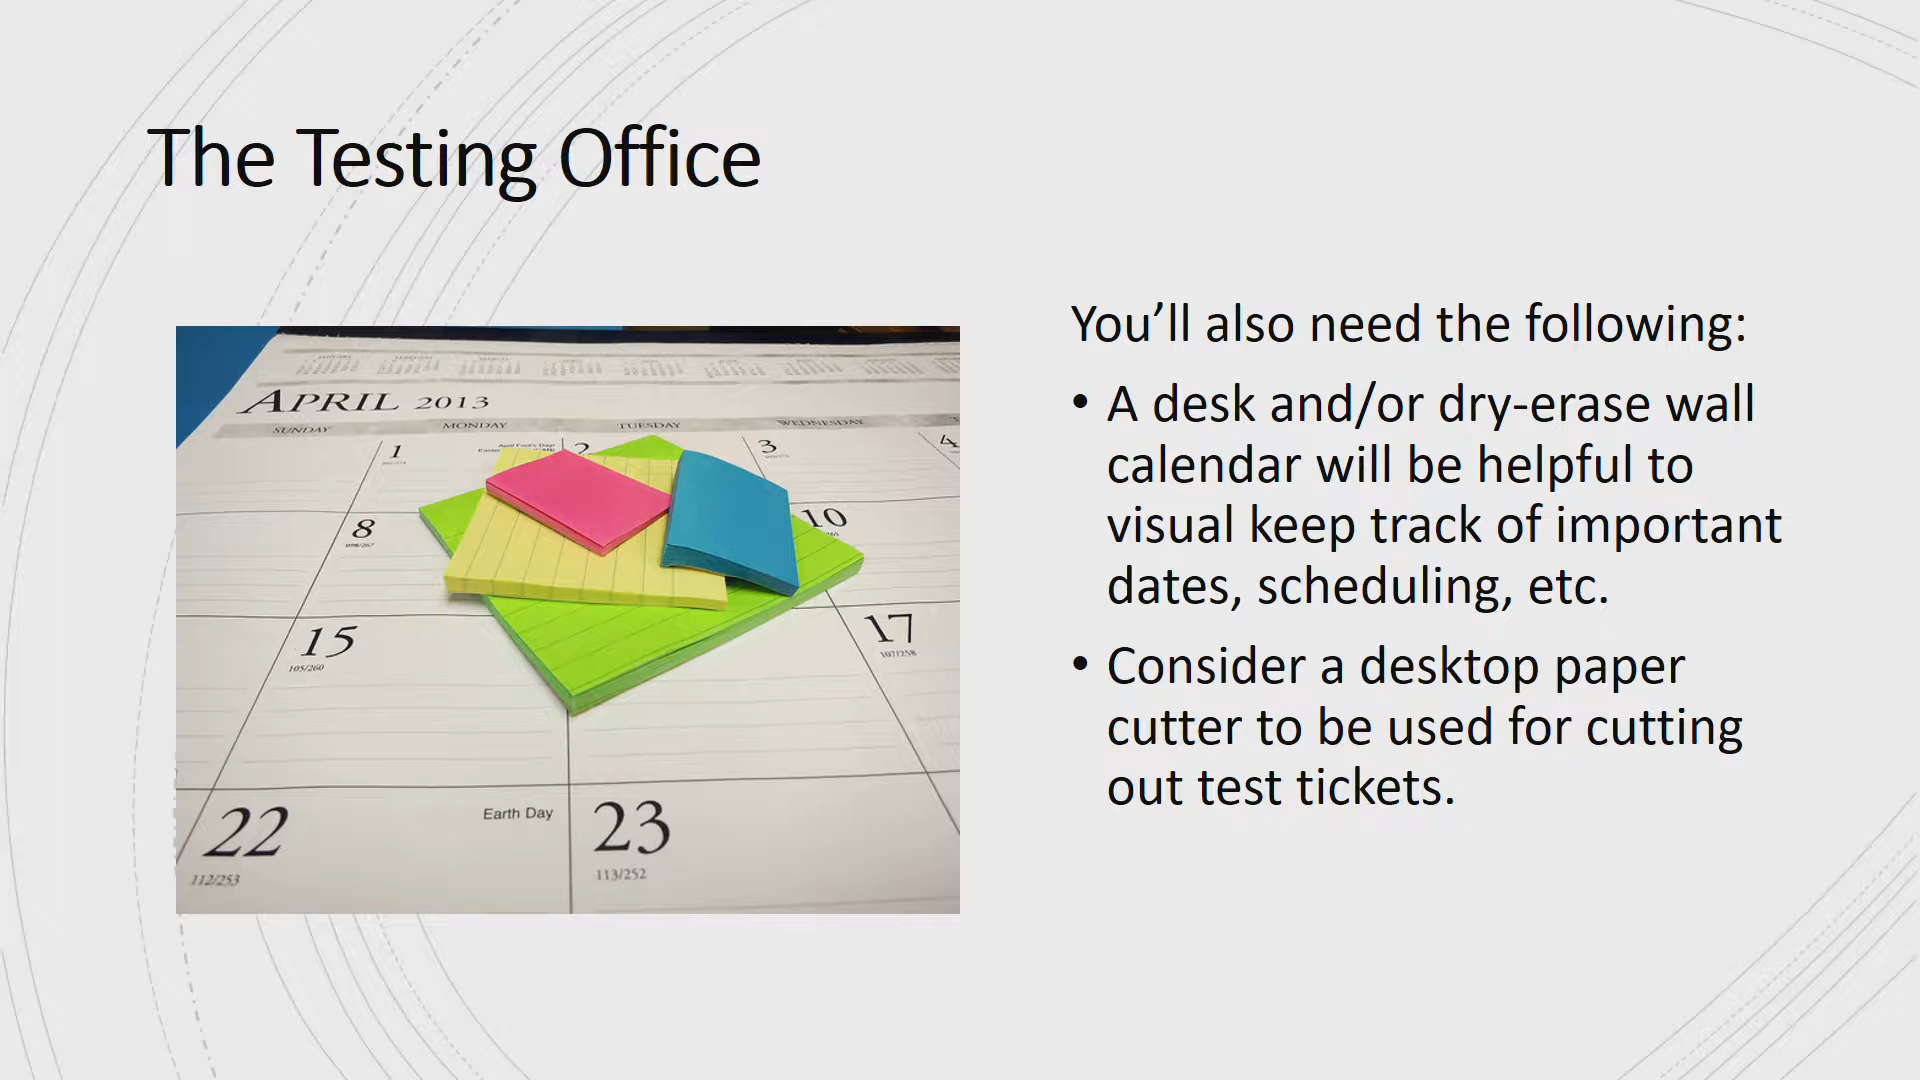 The Testing Office
You’ll also need the following:
• A desk and/or dry-erase wall
calendar will be helpful to
visual keep track of important
dates, scheduling, etc.
• Consider a desktop paper
cutter to be used for cutting
out test tickets.
APRIL 2013
SUNDAY MONDAY TUESDAY WEDNESDAY
1 2 3 4
8 10
15 17
105/260 107/258
22 Earth Day 23
112/253 113/252